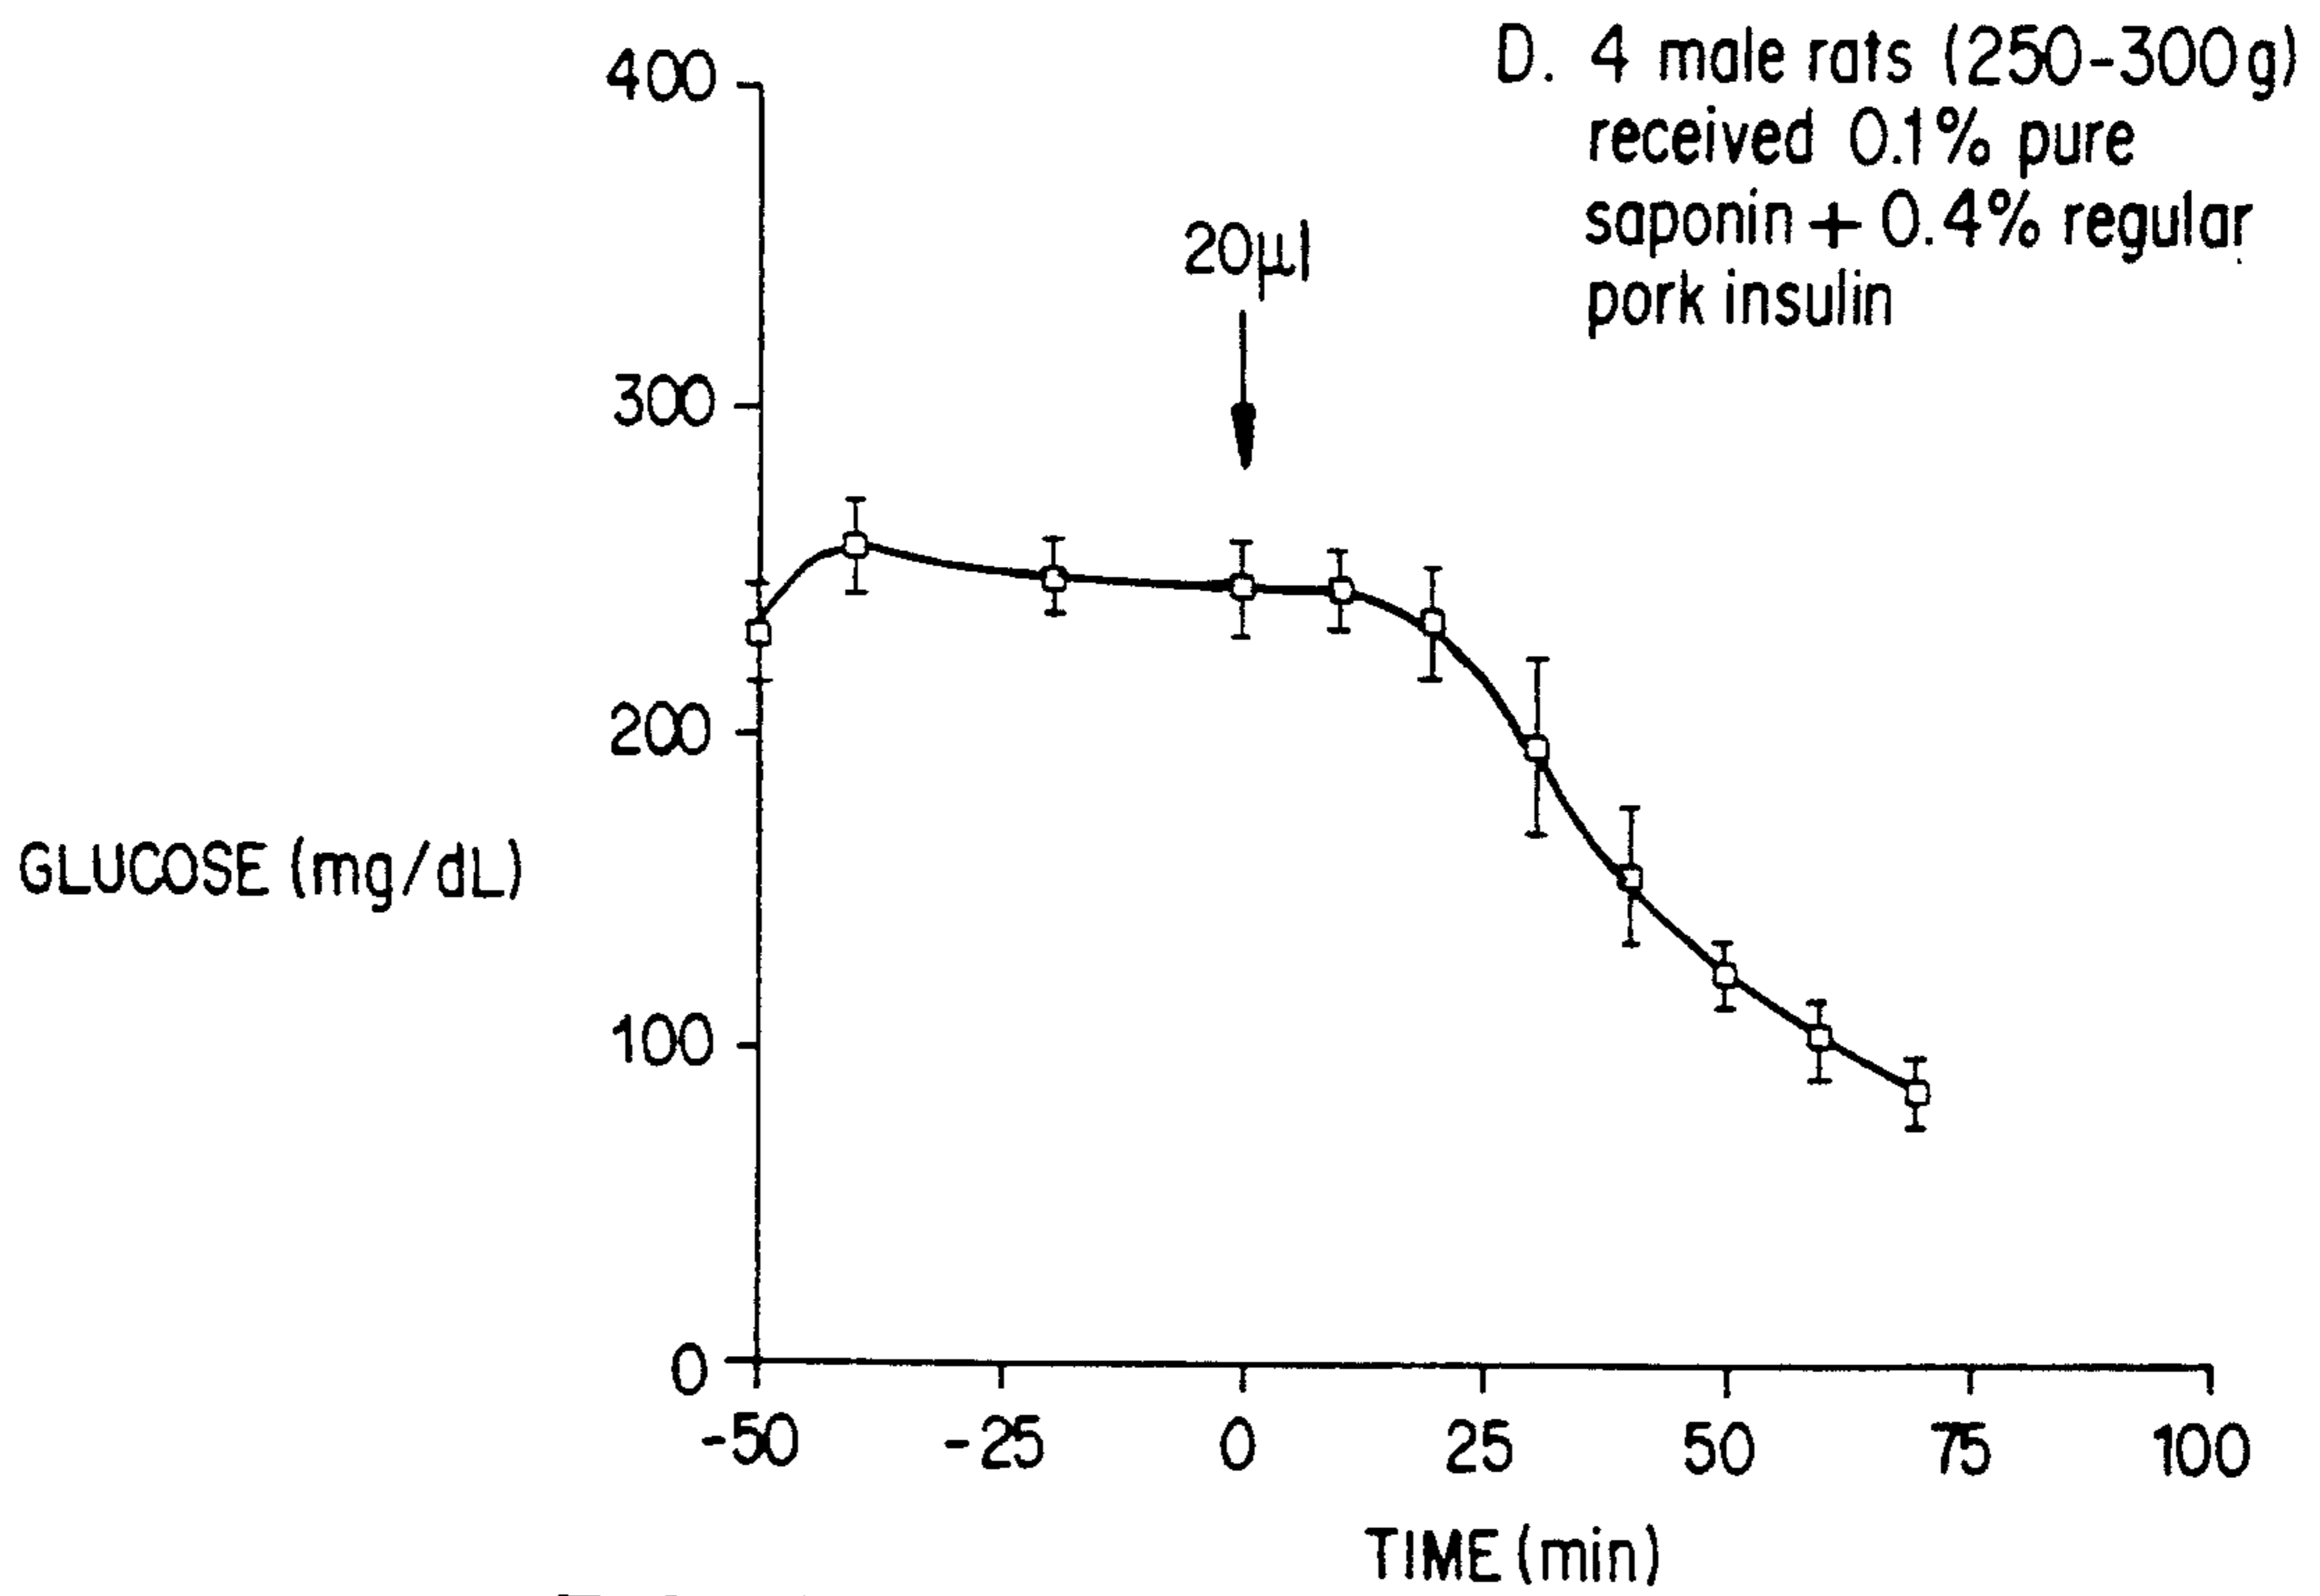 D. 4 male rats (250-300g)
received 0.1% pure
saponin + 0.4% regular
pork insulin
20µl
400
300
200
100
0
GLUCOSE (mg/dL)
-50 -25 0 25 50 75 100
TIME (min)